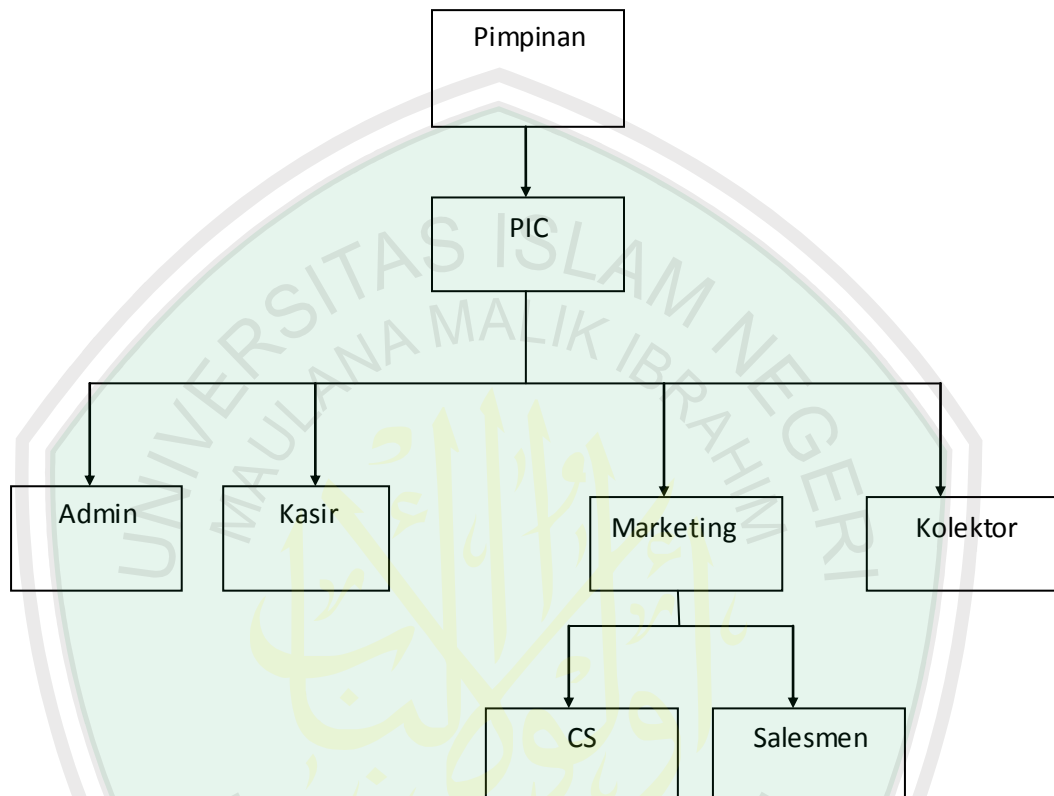 Pimpinan
PIC
UNIVERSITAS ISLAM NEGERI
MAULANA MALIK IBRAHIM
Admin
Kasir
Marketing
Kolektor
CS
Salesmen